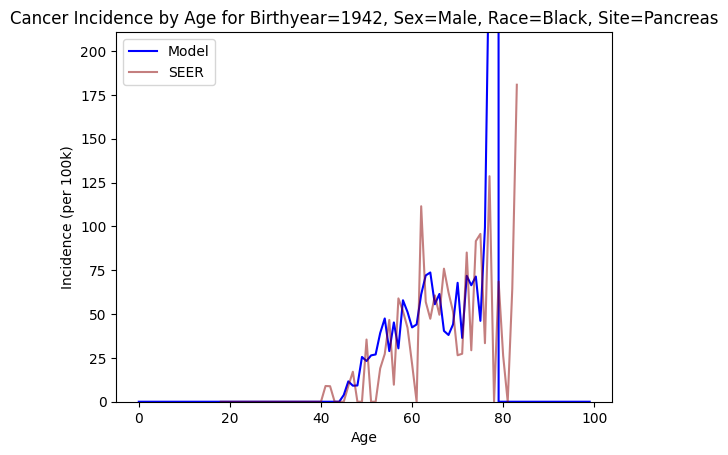 Cancer Incidence by Age for Birthyear=1942, Sex=Male, Race=Black, Site=Pancreas
Model
SEER
Incidence (per 100k)
200
175
150
125
100
75
50
25
0
0 20 40 60 80 100
Age